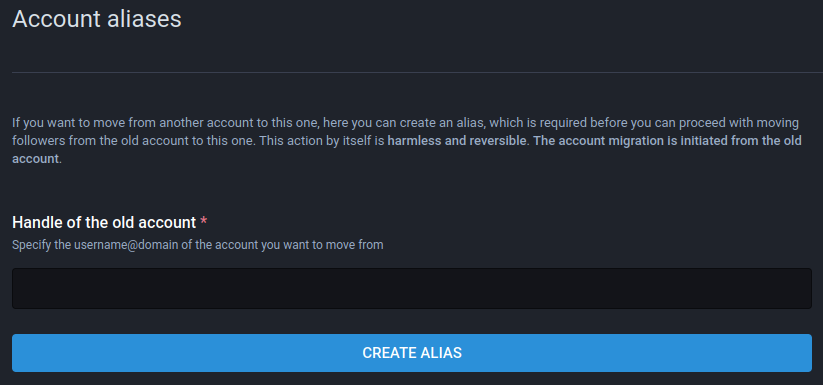 Account aliases
If you want to move from another account to this one, here you can create an alias, which is required before you can proceed with moving
followers from the old account to this one. This action by itself is harmless and reversible. The account migration is initiated from the old
account.
Handle of the old account *
Specify the username@domain of the account you want to move from
CREATE ALIAS